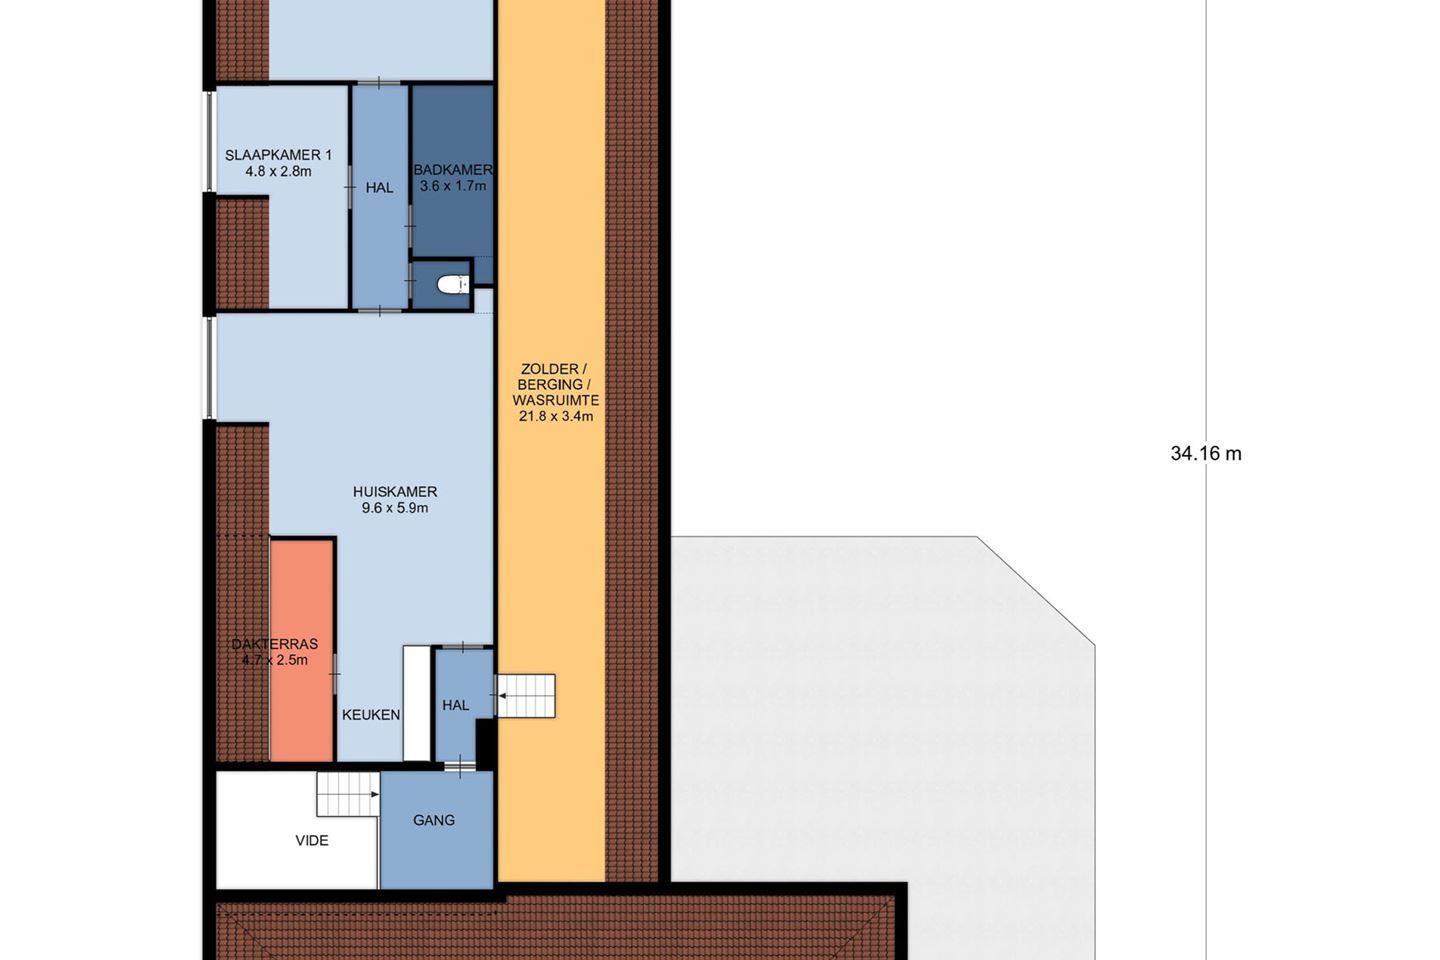 SLAAPKAMER 1
4.8 x 2.8m
HAL
BADKAMER
3.6 x 1.7m
ZOLDER /
BERGING /
WASRUIMTE
21.8 x 3.4m
34.16 m
HUISKAMER
9.6 x 5.9m
DAKTERRAS
4.7 x 2.5m
KEUKEN
HAL
GANG
VIDE